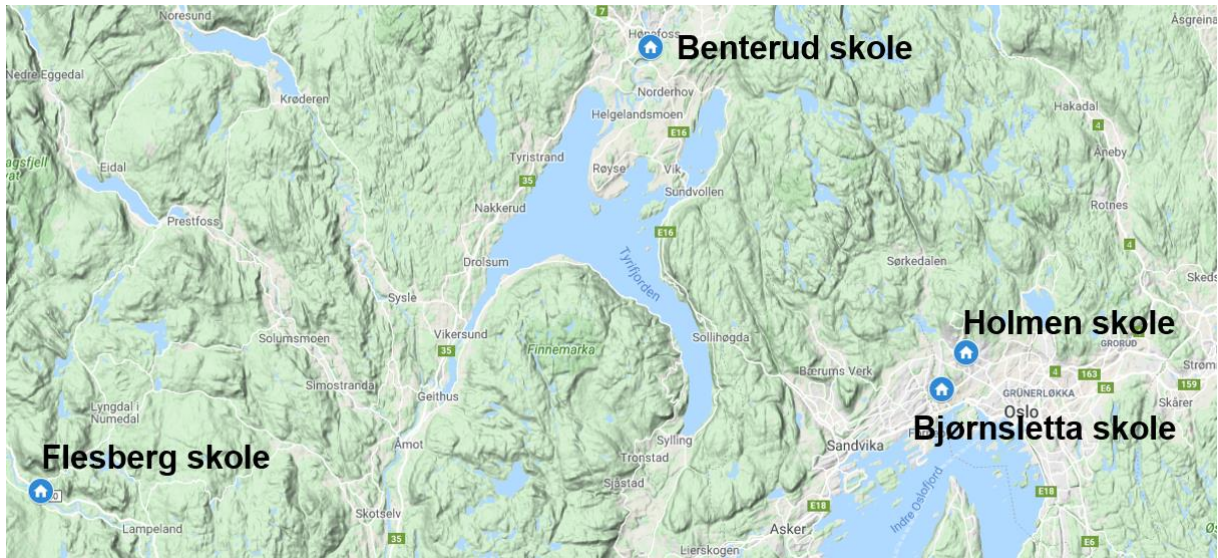 Noresund
7
Hønefoss
Benterud skole
Nedre Eggedal
Krøderen
Norderhov
Helgelandsmoen
Hakadal
4
Åneby
E16
Tyristrand
Røyse
Vik
Eidal
35
Sundvollen
Nakkerud
Rotnes
Prestfoss
E16
4
Drolsum
Tyrifjorden
Sørkedalen
Sysle
Vikersund
Sollihøgda
Holmen skole
Solumsmoen
Finnemarka
35
GRORUD
Simostranda
Bærums Verk
4
163
E6
159
Geithus
GRÜNERLØKKA
Oslo
Skårer
Lyngdal i
Numedal
Åmot
Sylling
Sandvika
Bjørnsletta skole
Flesberg skole
Tronstad
Sjåstad
Indre Oslofjord
E18
Lampeland
Skotselv
E18
Asker
E6
Lierskogen